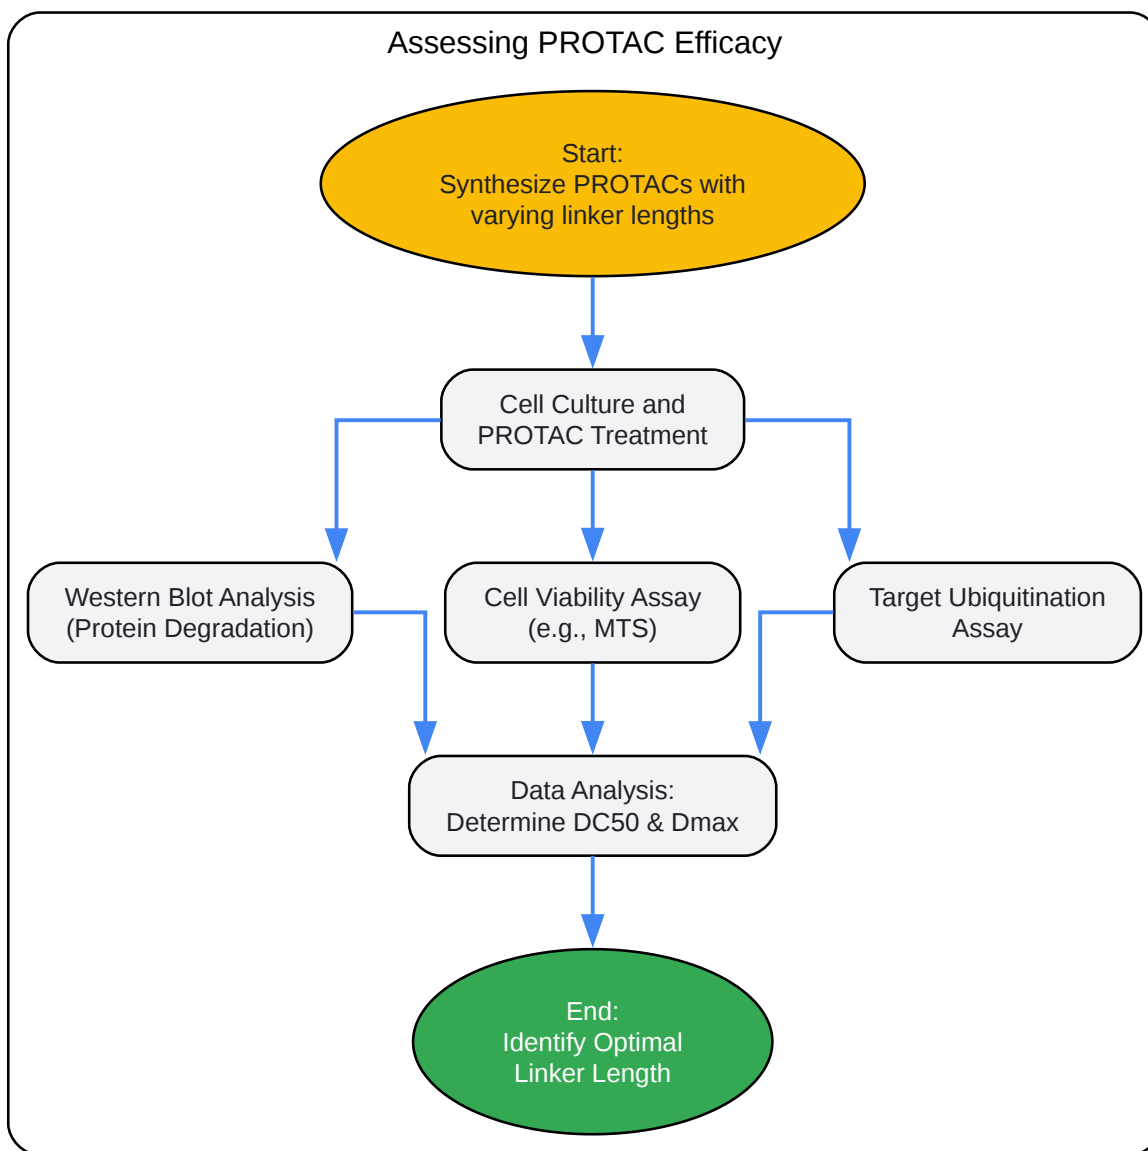 Assessing PROTAC Efficacy
Start:
Synthesize PROTACs with
varying linker lengths
Cell Culture and
PROTAC Treatment
Western Blot Analysis
(Protein Degradation)
Cell Viability Assay
(e.g., MTS)
Target Ubiquitination
Assay
Data Analysis:
Determine DC50 & Dmax
End:
Identify Optimal
Linker Length